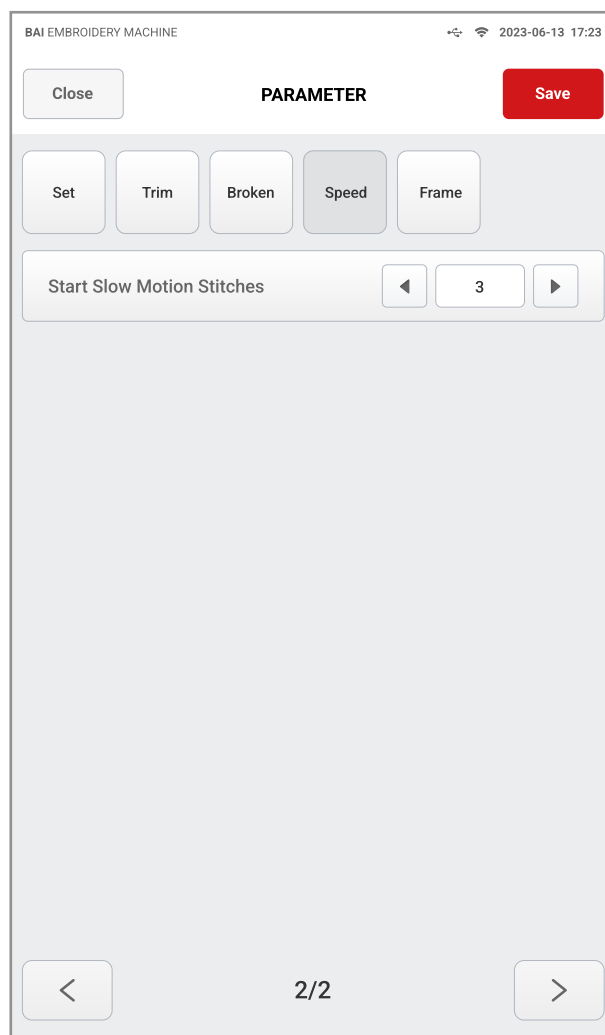 BAI EMBROIDERY MACHINE 2023-06-13 17:23
Close PARAMETER Save
Set Trim Broken Speed Frame
Start Slow Motion Stitches 3
2/2